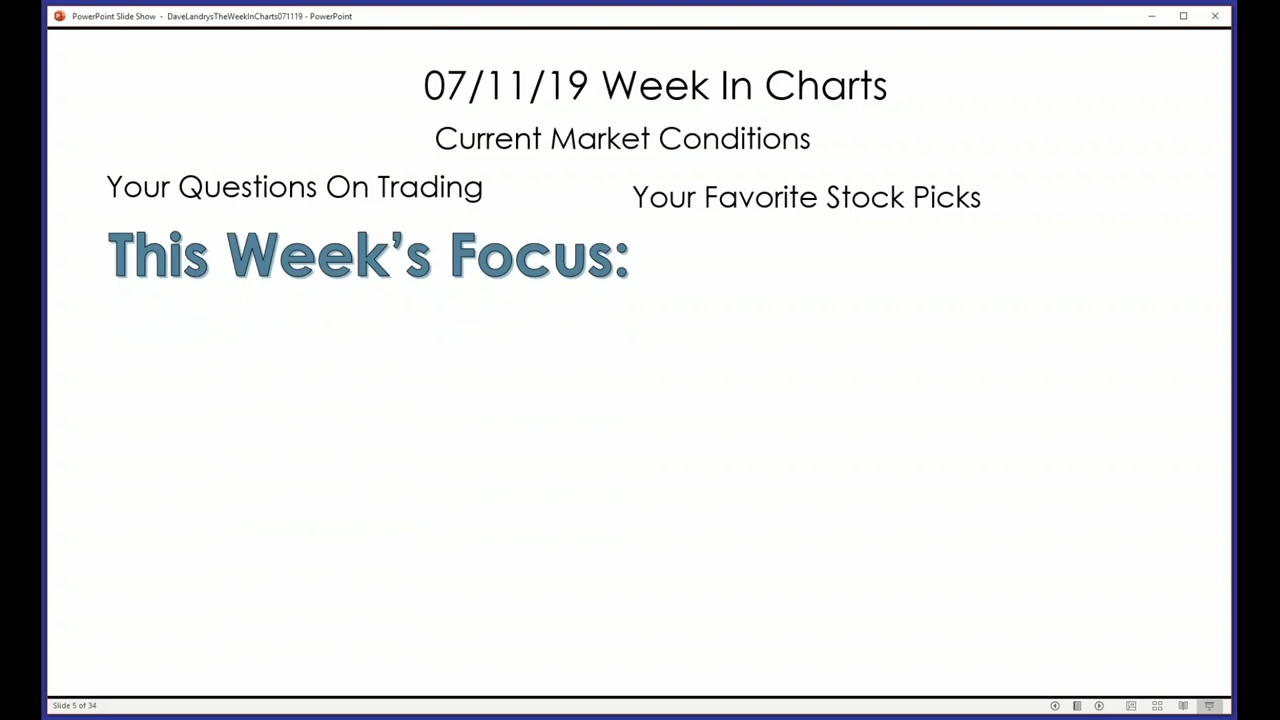 PowerPoint Slide Show - DaveLandrysTheWeekInCharts071119 - PowerPoint
07/11/19 Week In Charts
Current Market Conditions
Your Questions On Trading
Your Favorite Stock Picks
This Week’s Focus:
Slide 5 of 34